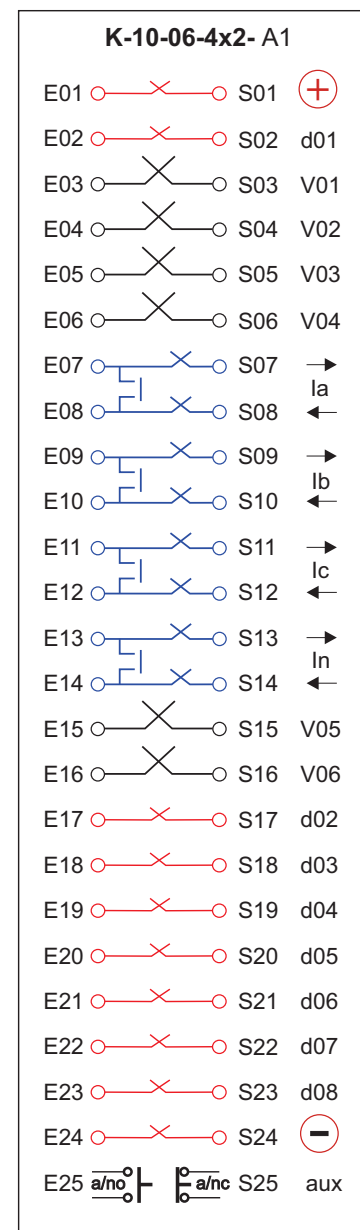 K-10-06-4x2- A1
E01 S01 +
E02 S02 d01
E03 S03 V01
E04 S04 V02
E05 S05 V03
E06 S06 V04
E07 S07
Ia
E08 S08
E09 S09
Ib
E10 S10
E11 S11
Ic
E12 S12
E13 S13
In
E14 S14
E15 S15 V05
E16 S16 V06
E17 S17 d02
E18 S18 d03
E19 S19 d04
E20 S20 d05
E21 S21 d06
E22 S22 d07
E23 S23 d08
E24 S24 -
E25 a/no a/nc S25 aux